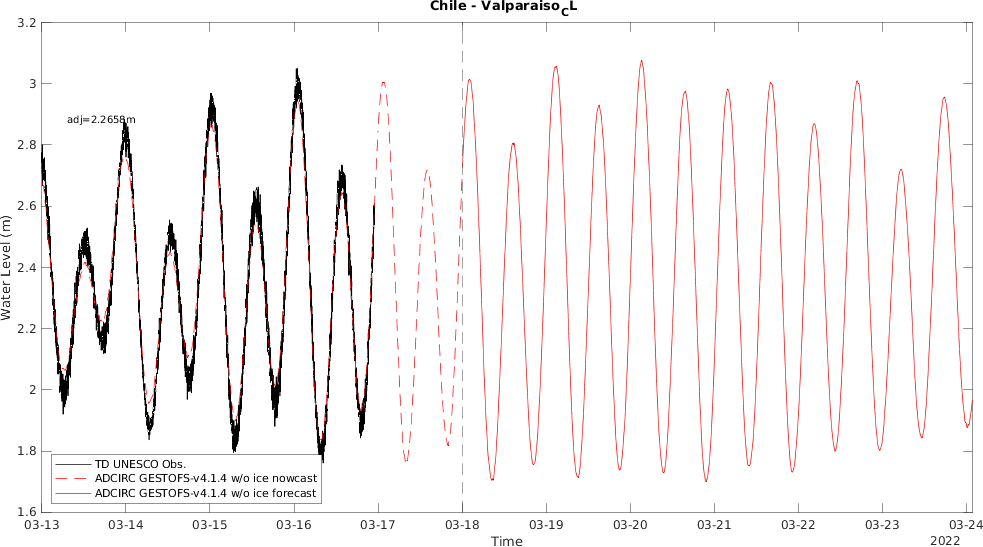 Chile - Valparaiso_CL
3.2
3
2.8
2.6
2.4
2.2
2
1.8
1.6
Water Level (m)
adj=2.2658m
TD UNESCO Obs.
ADCIRC GESTOFS-v4.1.4 w/o ice nowcast
ADCIRC GESTOFS-v4.1.4 w/o ice forecast
03-13 03-14 03-15 03-16 03-17 03-18 03-19 03-20 03-21 03-22 03-23 03-24
Time
2022